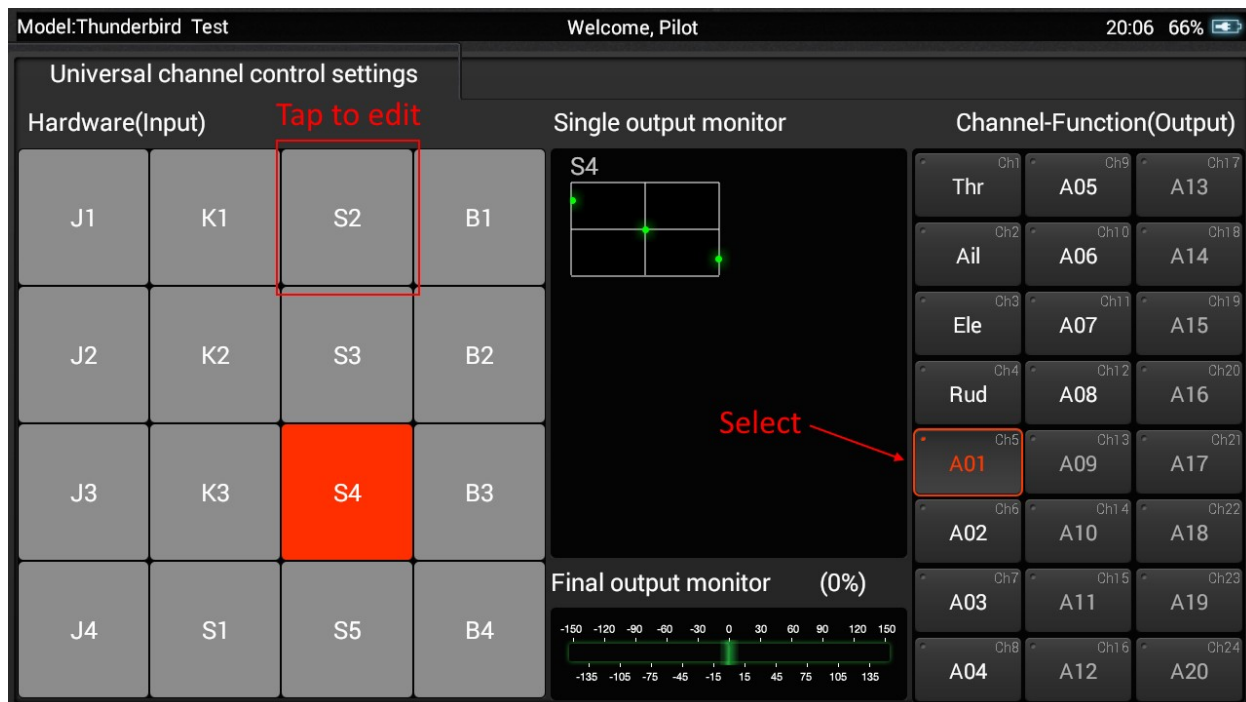 Model:Thunderbird Test
Welcome, Pilot
20:06 66%
Universal channel control settings
Hardware(Input)
Tap to edit
Single output monitor
Channel-Function(Output)
J1 K1 S2 B1
J2 K2 S3 B2
J3 K3 S4 B3
J4 S1 S5 B4
S4
Select
Final output monitor (0%)
-150 -120 -90 -60 -30 0 30 60 90 120 150
-135 -105 -75 -45 -15 15 45 75 105 135
Ch1 Ch9 Ch17
Thr A05 A13
Ch2 Ch10 Ch18
Ail A06 A14
Ch3 Ch11 Ch19
Ele A07 A15
Ch4 Ch12 Ch20
Rud A08 A16
Ch5 Ch13 Ch21
A01 A09 A17
Ch6 Ch14 Ch22
A02 A10 A18
Ch7 Ch15 Ch23
A03 A11 A19
Ch8 Ch16 Ch24
A04 A12 A20